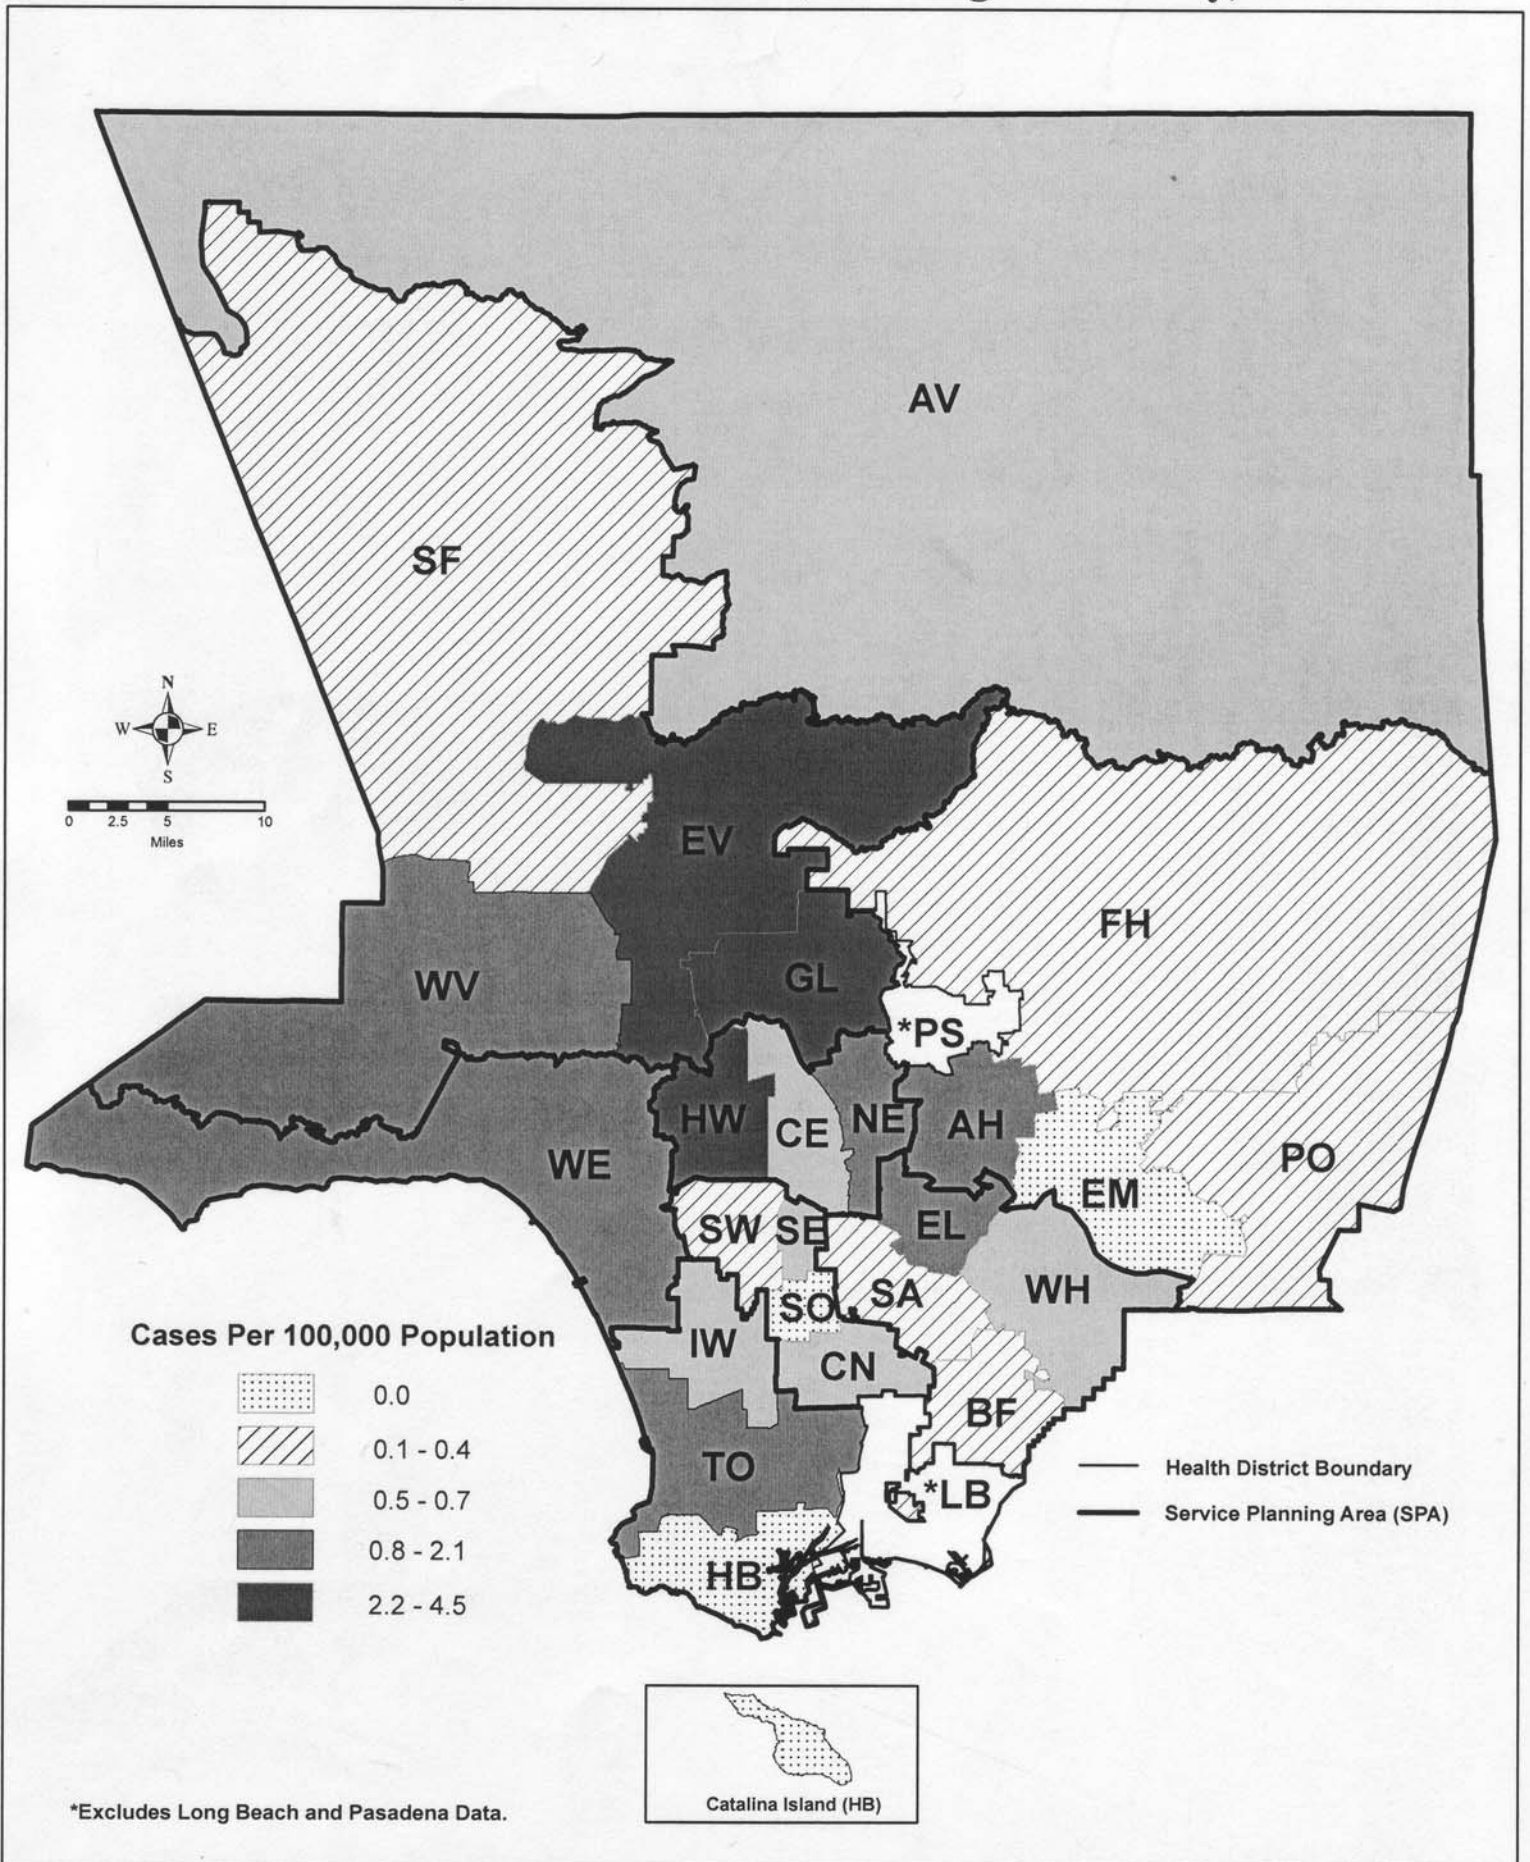 AV
SF
N
W E
S
0 2.5 5 10
Miles
EV
FH
WV
GL
*PS
HW
CE
NE
AH
WE
PO
EM
SW
SE
EL
SA
WH
SO
IW
CN
BF
TO
*LB
HB
Cases Per 100,000 Population
0.0
0.1 - 0.4
0.5 - 0.7
0.8 - 2.1
2.2 - 4.5
Health District Boundary
Service Planning Area (SPA)
Catalina Island (HB)
*Excludes Long Beach and Pasadena Data.